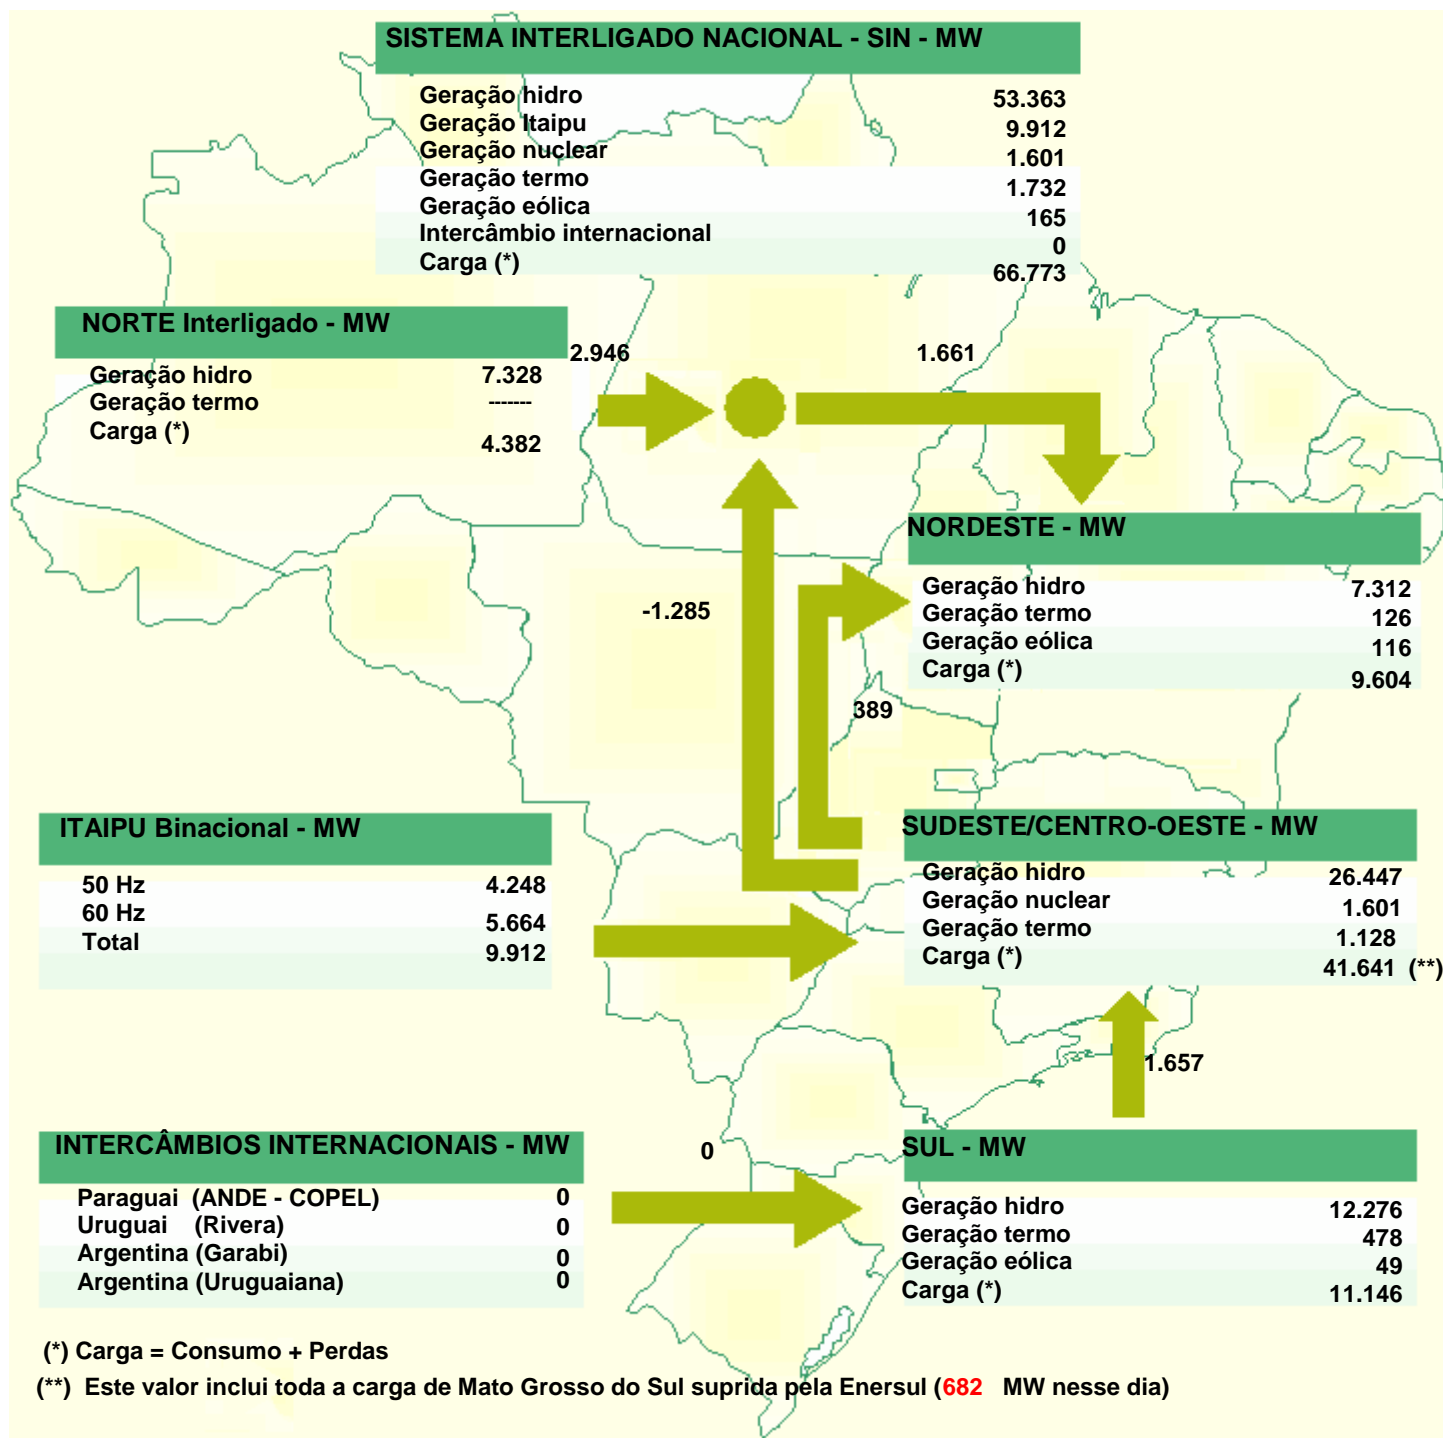 SISTEMA INTERLIGADO NACIONAL - SIN - MW
Geração hidro 53.363
Geração Itaipu 9.912
Geração nuclear 1.601
Geração termo 1.732
Geração eólica 165
Intercâmbio internacional 0
Carga (*) 66.773
NORTE Interligado - MW
Geração hidro 7.328
Geração termo -------
Carga (*) 4.382
2.946
1.661
NORDESTE - MW
Geração hidro 7.312
Geração termo 126
Geração eólica 116
Carga (*) 9.604
-1.285
389
ITAIPU Binacional - MW
50 Hz 4.248
60 Hz 5.664
Total 9.912
SUDESTE/CENTRO-OESTE - MW
Geração hidro 26.447
Geração nuclear 1.601
Geração termo 1.128
Carga (*) 41.641 (**)
1.657
INTERCÂMBIOS INTERNACIONAIS - MW
Paraguai (ANDE - COPEL) 0
Uruguai (Rivera) 0
Argentina (Garabi) 0
Argentina (Uruguaiana) 0
0
SUL - MW
Geração hidro 12.276
Geração termo 478
Geração eólica 49
Carga (*) 11.146
(*) Carga = Consumo + Perdas
(**) Este valor inclui toda a carga de Mato Grosso do Sul suprida pela Enersul (682 MW nesse dia)